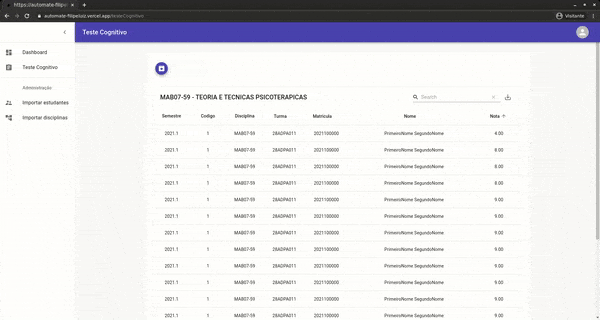 https://automate.filipelu
automate-filipeluiz.vercel.app/testeCognitivo
Visitante
Teste Cognitivo
Dashboard
Teste Cognitivo
Administração
Importar estudantes
Importar disciplinas
MAB07-59 - TEORIA E TECNICAS PSICOTERAPICAS
Search
Semestre Codigo Disciplina Turma Matricula Nome Nota
2021.1 1 MAB07-59 28ADPA011 2021100000 PrimeiroNome SegundoNome 4.00
2021.1 1 MAB07-59 28ADPA011 2021100000 PrimeiroNome SegundoNome 8.00
2021.1 1 MAB07-59 28ADPA011 2021100000 PrimeiroNome SegundoNome 8.00
2021.1 1 MAB07-59 28ADPA011 2021100000 PrimeiroNome SegundoNome 8.00
2021.1 1 MAB07-59 28ADPA011 2021100000 PrimeiroNome SegundoNome 9.00
2021.1 1 MAB07-59 28ADPA011 2021100000 PrimeiroNome SegundoNome 9.00
2021.1 1 MAB07-59 28ADPA011 2021100000 PrimeiroNome SegundoNome 9.00
2021.1 1 MAB07-59 28ADPA011 2021100000 PrimeiroNome SegundoNome 9.00
2021.1 1 MAB07-59 28ADPA011 2021100000 PrimeiroNome SegundoNome 9.00
2021.1 1 MAB07-59 28ADPA011 2021100000 PrimeiroNome SegundoNome 9.00
2021.1 1 MAB07-59 28ADPA011 2021100000 PrimeiroNome SegundoNome 9.00
2021.1 1 MAB07-59 28ADPA011 2021100000 PrimeiroNome SegundoNome 9.00